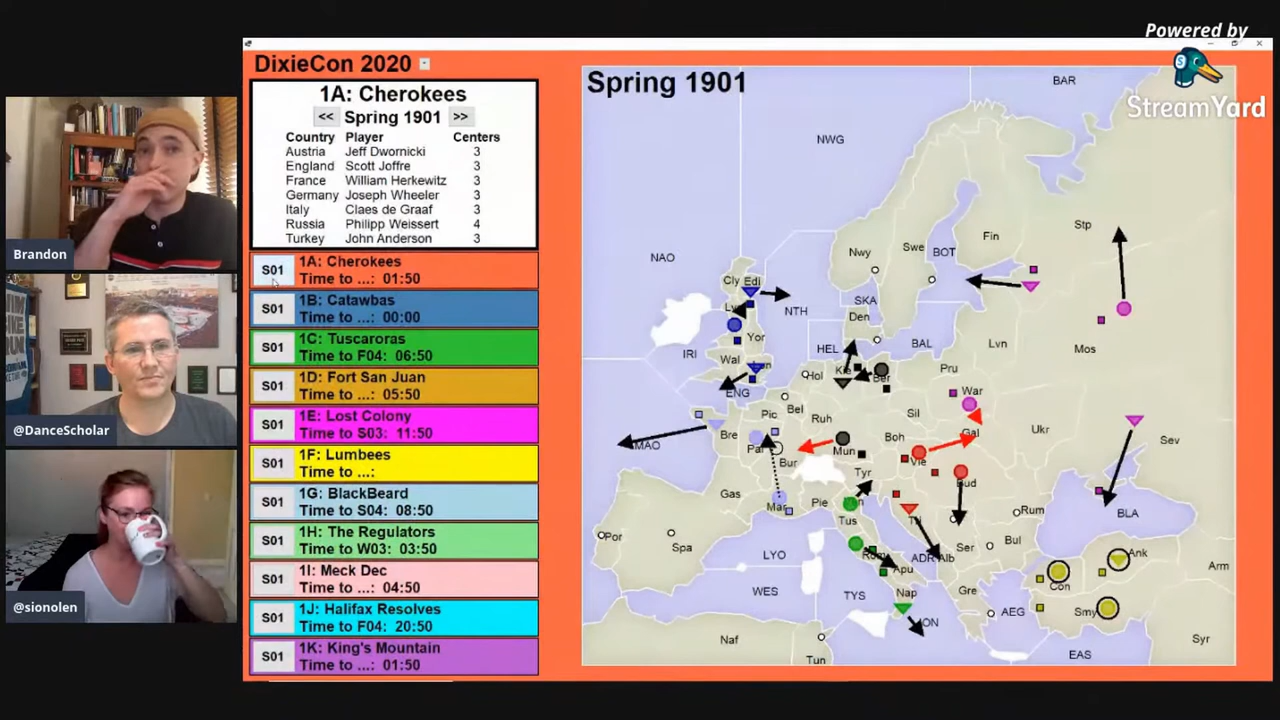 Powered by
StreamYard
Brandon
@DanceScholar
@sionolen
DixieCon 2020
1A: Cherokees
<< Spring 1901 >>
Country Player Centers
Austria Jeff Dwornicki 3
England Scott Joffre 3
France William Herkewitz 3
Germany Joseph Wheeler 3
Italy Claes de Graaf 3
Russia Philipp Weissert 4
Turkey John Anderson 3
S01 1A: Cherokees
Time to ...: 01:50
S01 1B: Catawbas
Time to ...: 00:00
S01 1C: Tuscaroras
Time to F04: 06:50
S01 1D: Fort San Juan
Time to ...: 05:50
S01 1E: Lost Colony
Time to S03: 11:50
S01 1F: Lumbees
Time to ...:
S01 1G: BlackBeard
Time to S04: 08:50
S01 1H: The Regulators
Time to W03: 03:50
S01 1I: Meck Dec
Time to ...: 04:50
S01 1J: Halifax Resolves
Time to F04: 20:50
S01 1K: King's Mountain
Time to ...: 01:50
Spring 1901
BAR
NWG
Stp
Fin
Swe
BOT
Nwy
NAO
Cly Edi
SKA
NTH
Den
Yor
Lvn
Mos
IRI
HEL
BAL
Wal
Hol
Kie
Ber
Pru
War
ENG
Bel
Pic
Ruh
Sil
Gal
Ukr
Sev
MAO
Bre
Par
Bur
Mun
Boh
Vie
Tyr
Bud
Gas
Mar
Pie
Rum
BLA
Tus
Por
Spa
Ser
Bul
LYO
Rom
ADR
Alb
Apu
Ank
Arm
Con
WES
TYS
Nap
Gre
AEG
Smy
ON
Naf
Tun
EAS
Syr